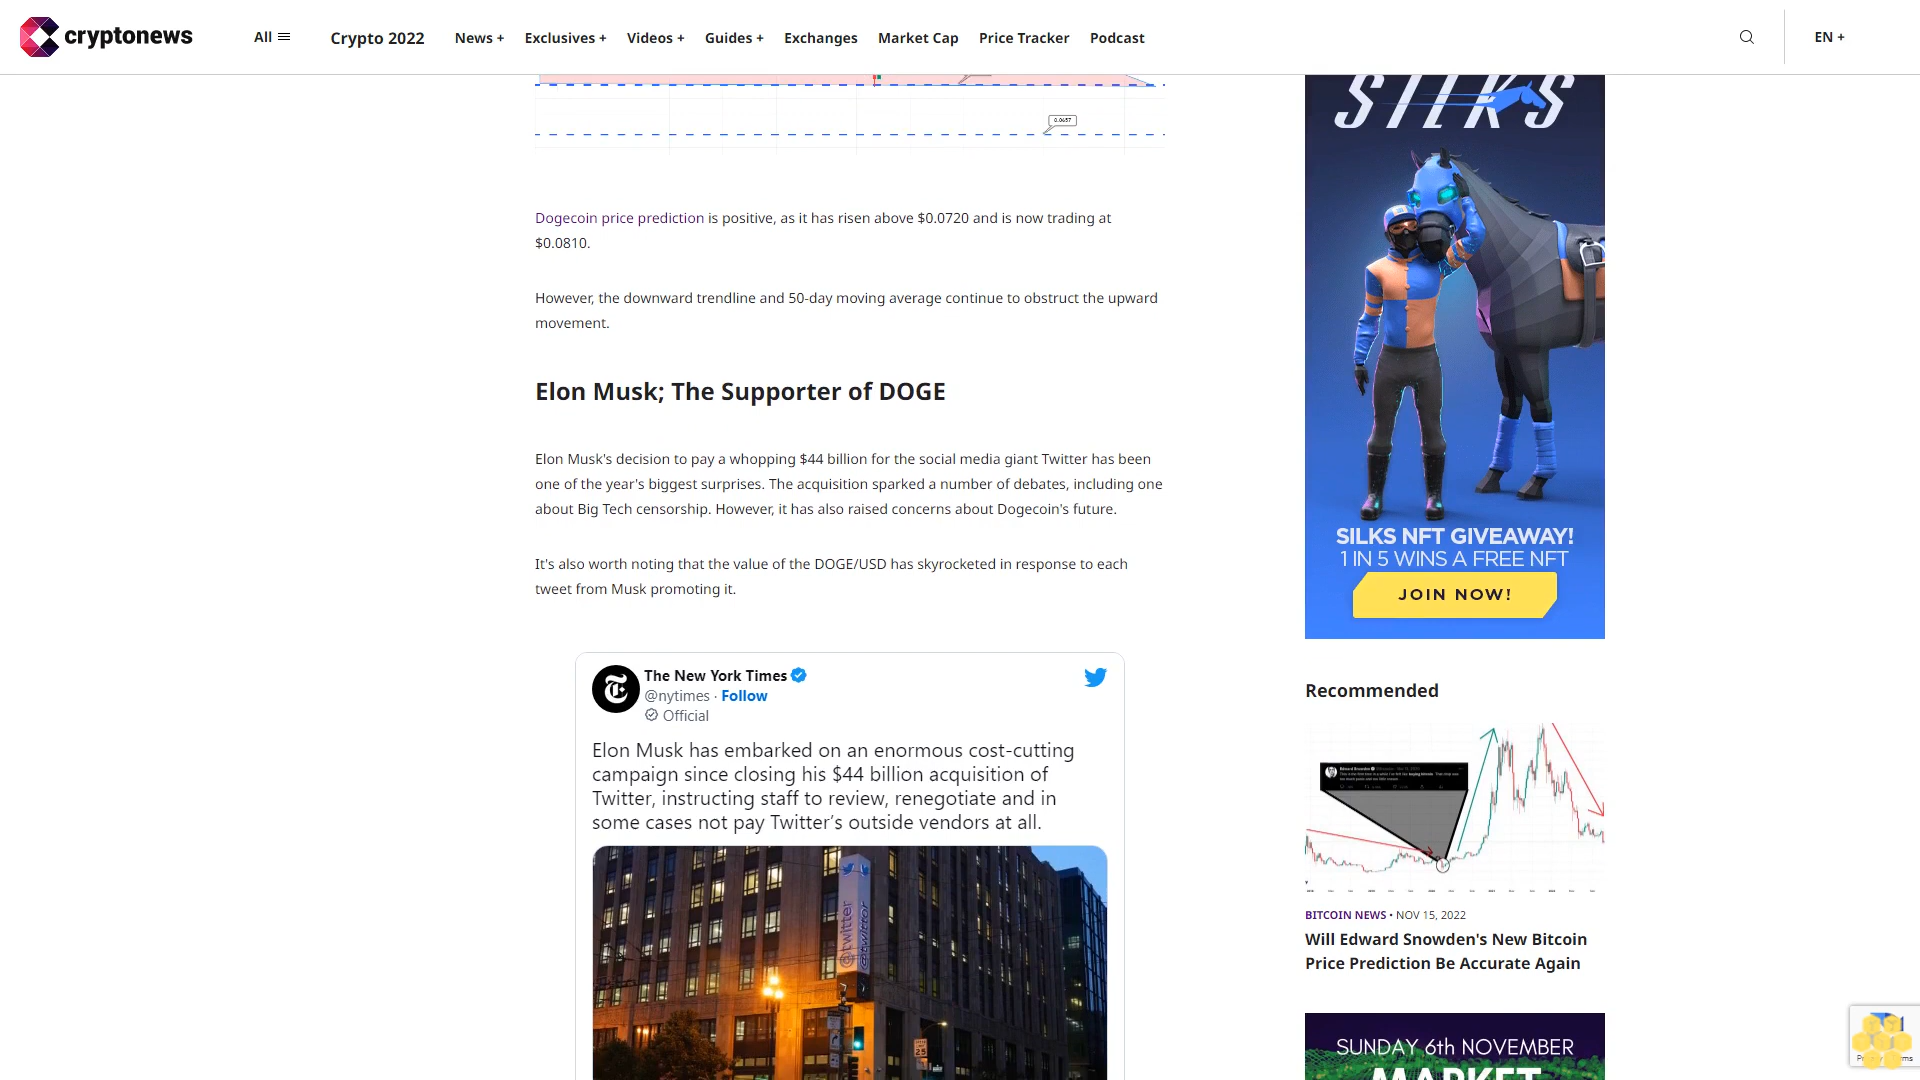 cryptonews
All
Crypto 2022
News +
Exclusives +
Videos +
Guides +
Exchanges
Market Cap
Price Tracker
Podcast
EN +
0.0657
Dogecoin price prediction is positive, as it has risen above $0.0720 and is now trading at
$0.0810.
However, the downward trendline and 50-day moving average continue to obstruct the upward
movement.
Elon Musk; The Supporter of DOGE
Elon Musk's decision to pay a whopping $44 billion for the social media giant Twitter has been
one of the year's biggest surprises. The acquisition sparked a number of debates, including one
about Big Tech censorship. However, it has also raised concerns about Dogecoin's future.
It's also worth noting that the value of the DOGE/USD has skyrocketed in response to each
tweet from Musk promoting it.
The New York Times
@nytimes · Follow
Official
Elon Musk has embarked on an enormous cost-cutting
campaign since closing his $44 billion acquisition of
Twitter, instructing staff to review, renegotiate and in
some cases not pay Twitter’s outside vendors at all.
@twitter
@twitter
SPEED LIMIT
25
SILKS
SILKS NFT GIVEAWAY!
1 IN 5 WINS A FREE NFT
JOIN NOW!
Recommended
BITCOIN NEWS • NOV 15, 2022
Will Edward Snowden's New Bitcoin
Price Prediction Be Accurate Again
SUNDAY 6th NOVEMBER
MARKET